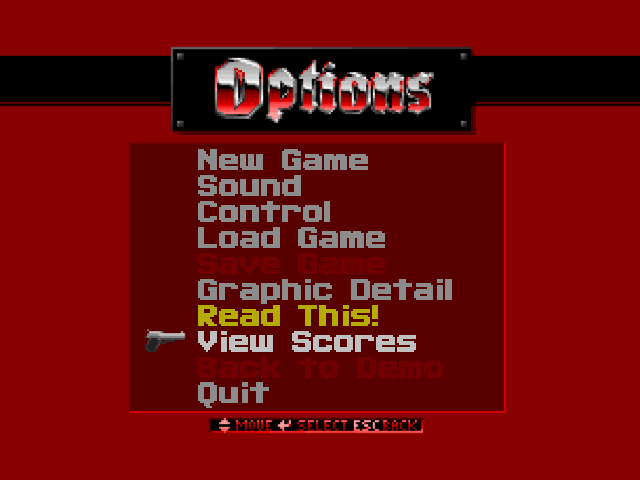 Options
New Game
Sound
Control
Load Game
Save Game
Graphic Detail
Read This!
View Scores
Back to Demo
Quit
MOVE SELECT ESC BACK